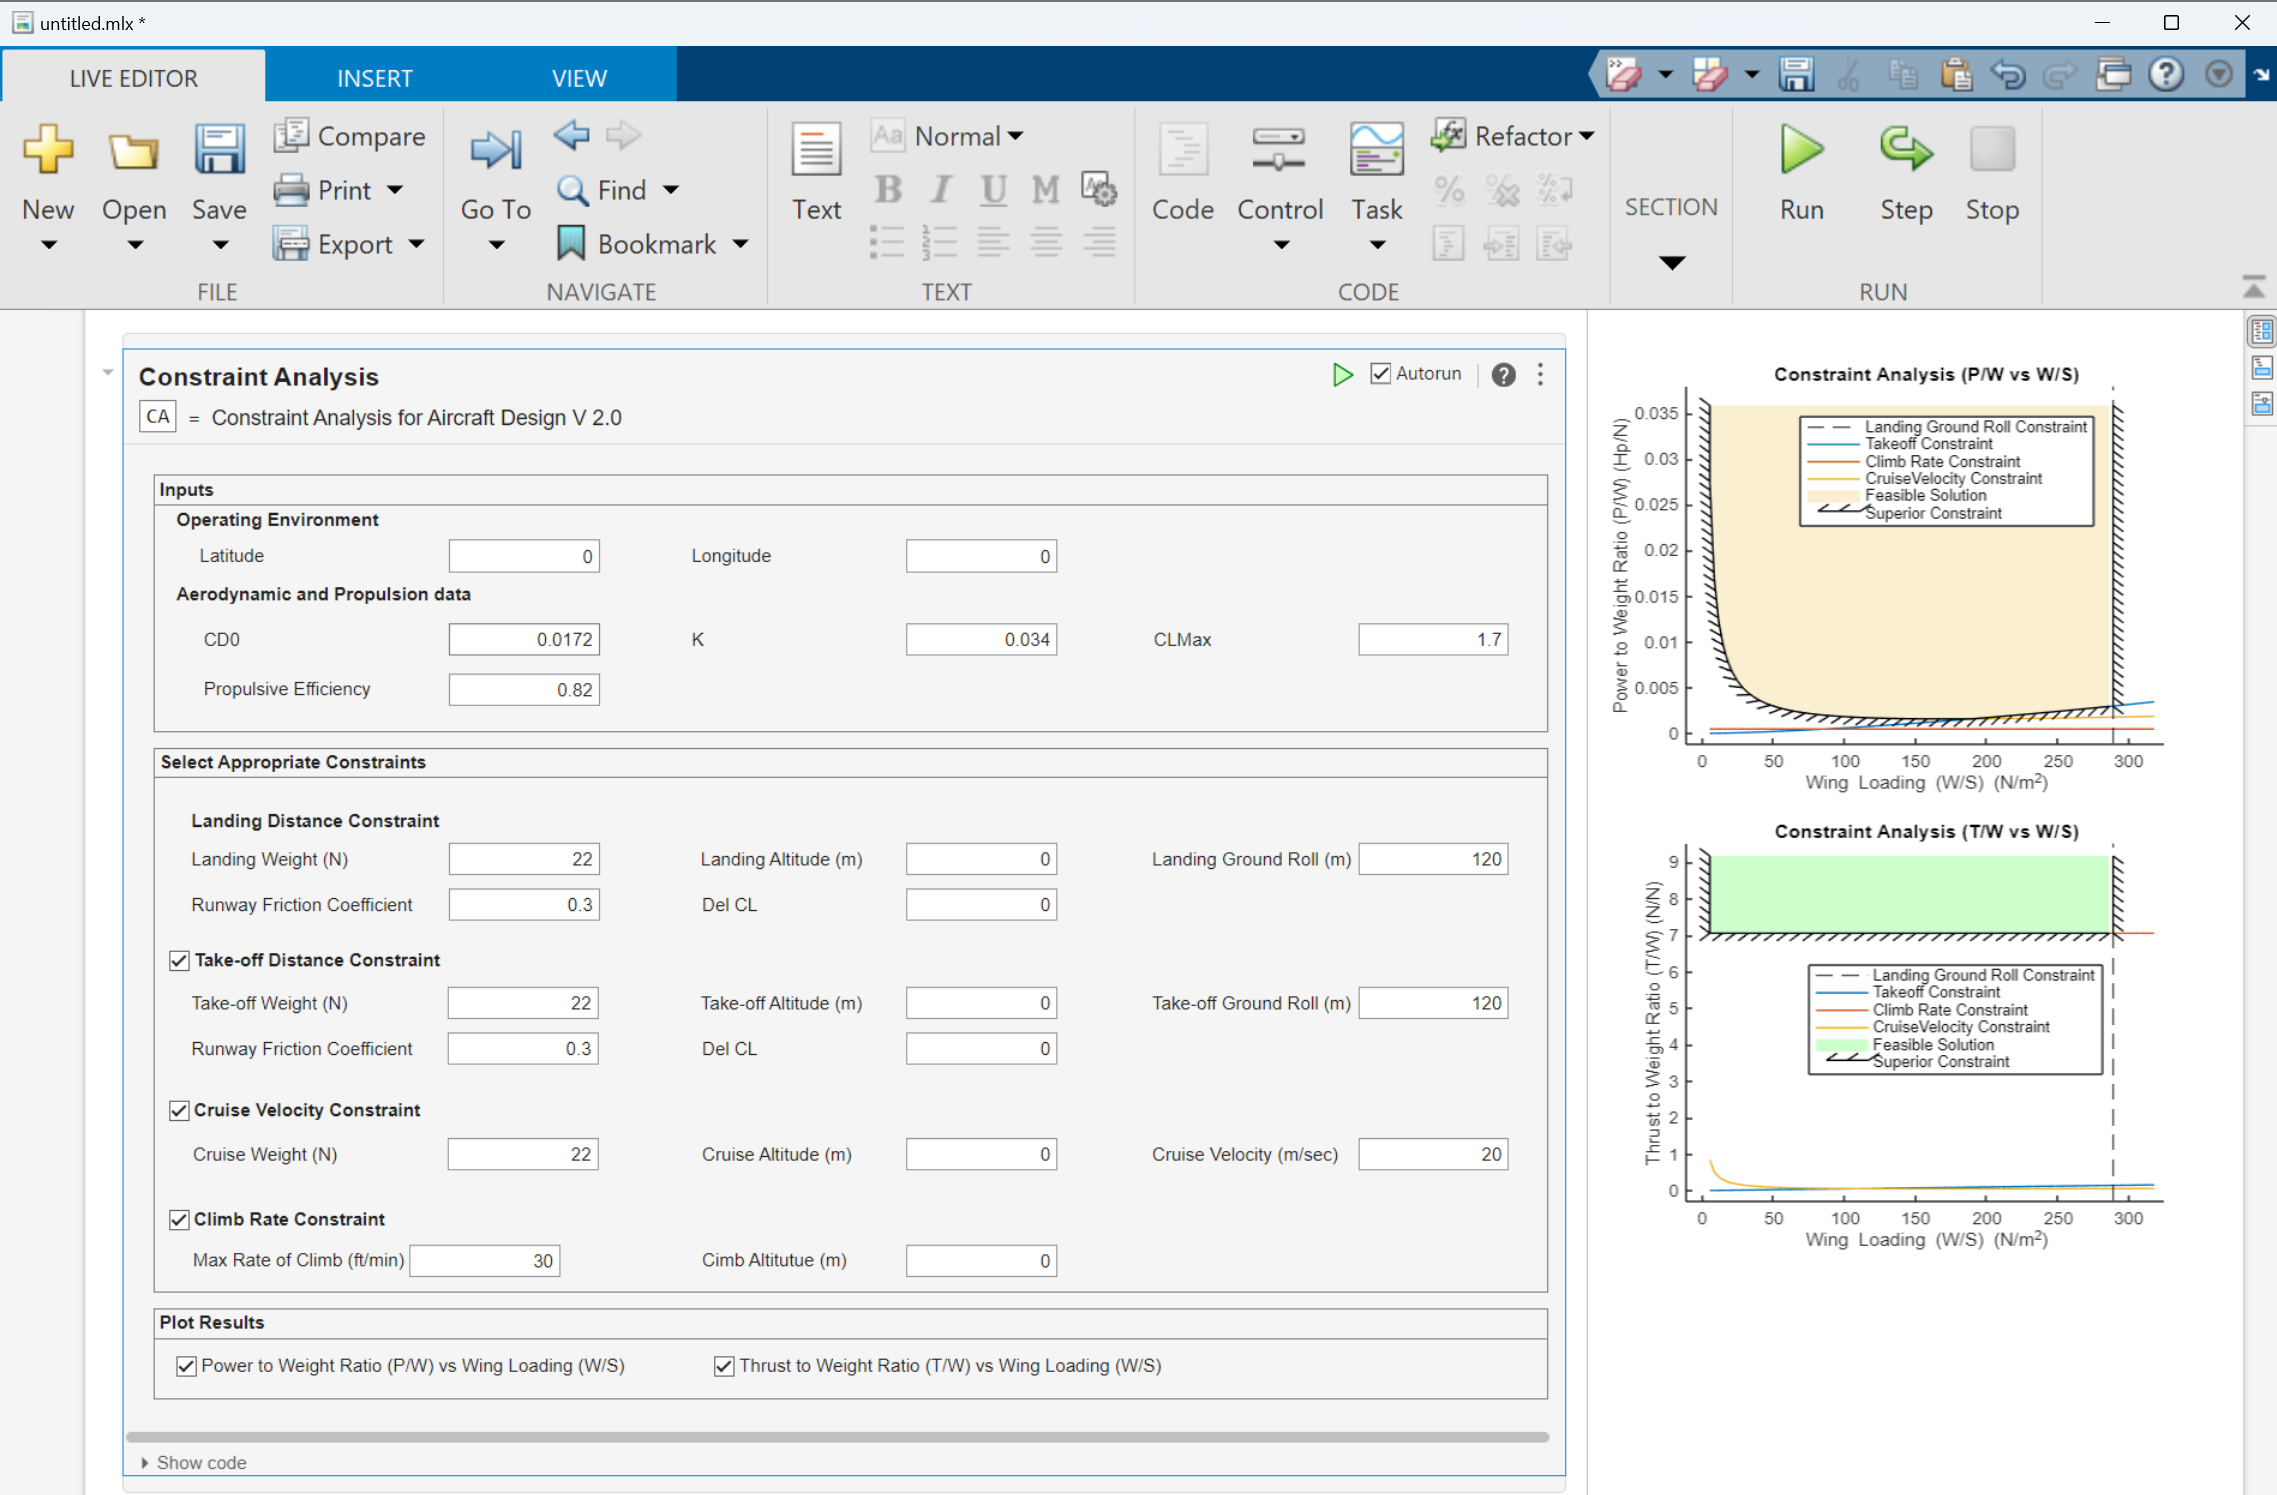 untitled.mlx *
LIVE EDITOR INSERT VIEW
New Open Save Compare Print Export
FILE
Go To Find Bookmark
NAVIGATE
Text Aa Normal
B I U M
TEXT
Code Control Task Refactor
CODE
SECTION
Run Step Stop
RUN
Constraint Analysis
Autorun
CA = Constraint Analysis for Aircraft Design V 2.0
Inputs
Operating Environment
Latitude 0 Longitude 0
Aerodynamic and Propulsion data
CD0 0.0172 K 0.034 CLMax 1.7
Propulsive Efficiency 0.82
Select Appropriate Constraints
Landing Distance Constraint
Landing Weight (N) 22 Landing Altitude (m) 0 Landing Ground Roll (m) 120
Runway Friction Coefficient 0.3 Del CL 0
Take-off Distance Constraint
Take-off Weight (N) 22 Take-off Altitude (m) 0 Take-off Ground Roll (m) 120
Runway Friction Coefficient 0.3 Del CL 0
Cruise Velocity Constraint
Cruise Weight (N) 22 Cruise Altitude (m) 0 Cruise Velocity (m/sec) 20
Climb Rate Constraint
Max Rate of Climb (ft/min) 30 Cimb Altitutue (m) 0
Plot Results
Power to Weight Ratio (P/W) vs Wing Loading (W/S) Thrust to Weight Ratio (T/W) vs Wing Loading (W/S)
Show code
Constraint Analysis (P/W vs W/S)
Power to Weight Ratio (P/W) (Hp/N)
0.035
0.03
0.025
0.02
0.015
0.01
0.005
0
Landing Ground Roll Constraint
Takeoff Constraint
Climb Rate Constraint
CruiseVelocity Constraint
Feasible Solution
Superior Constraint
0 50 100 150 200 250 300
Wing Loading (W/S) (N/m²)
Constraint Analysis (T/W vs W/S)
Thrust to Weight Ratio (T/W) (N/N)
9
8
7
6
5
4
3
2
1
0
Landing Ground Roll Constraint
Takeoff Constraint
Climb Rate Constraint
CruiseVelocity Constraint
Feasible Solution
Superior Constraint
0 50 100 150 200 250 300
Wing Loading (W/S) (N/m²)